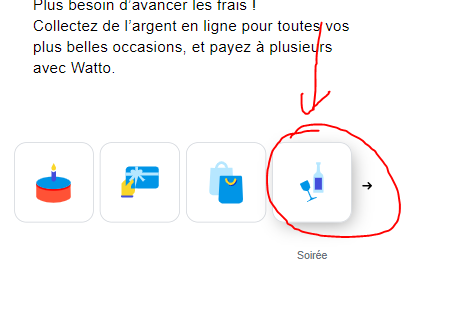 Plus besoin d'avancer les frais !
Collectez de l'argent en ligne pour toutes vos
plus belles occasions, et payez à plusieurs
avec Watto.
Soirée